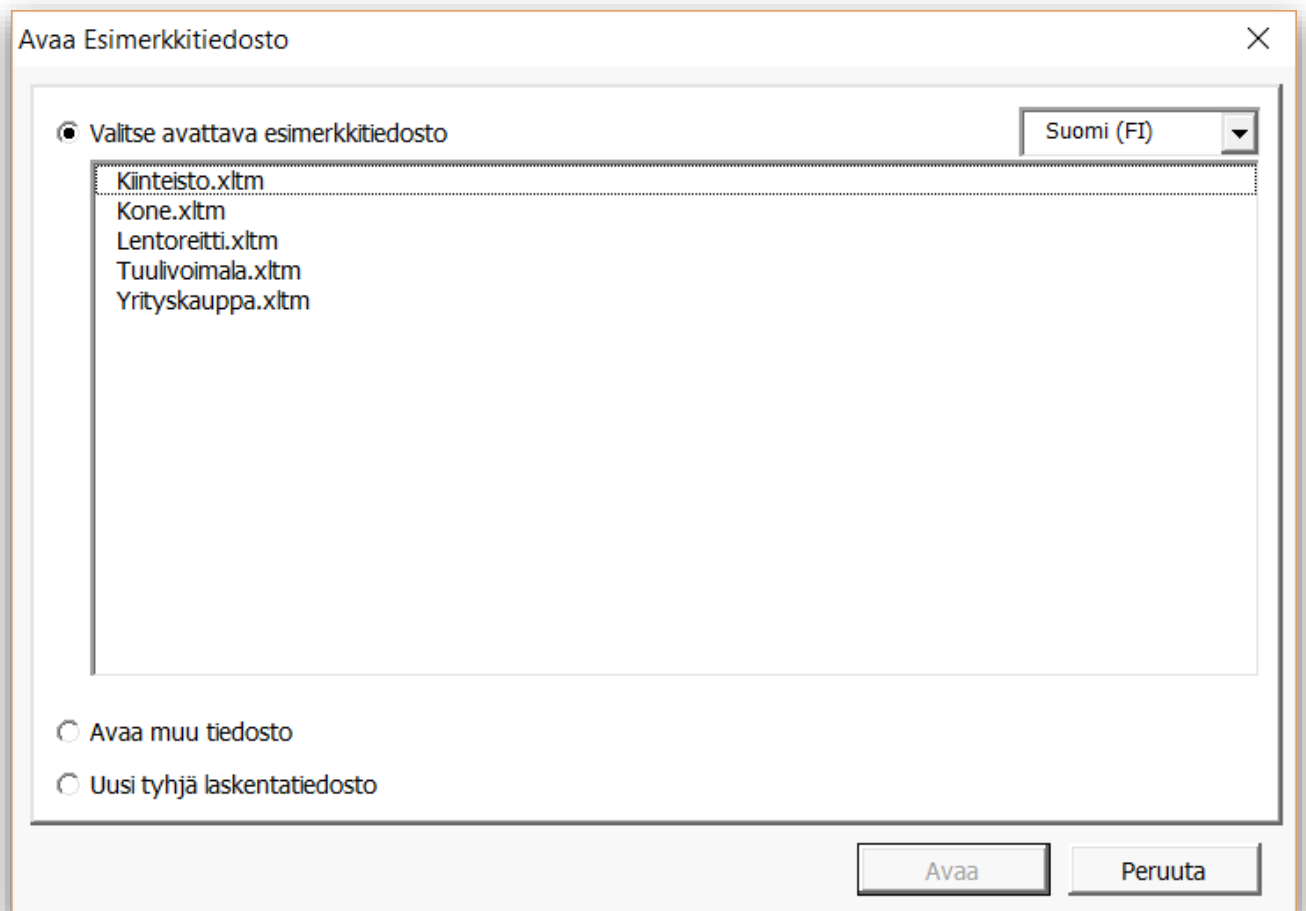 Avaa Esimerkkitiedosto
Valitse avattava esimerkkitiedosto
Suomi (FI)
Kiinteisto.xltm
Kone.xltm
Lentoreitti.xltm
Tuulivoimala.xltm
Yrityskauppa.xltm
Avaa muu tiedosto
Uusi tyhjä laskentatiedosto
Avaa
Peruuta